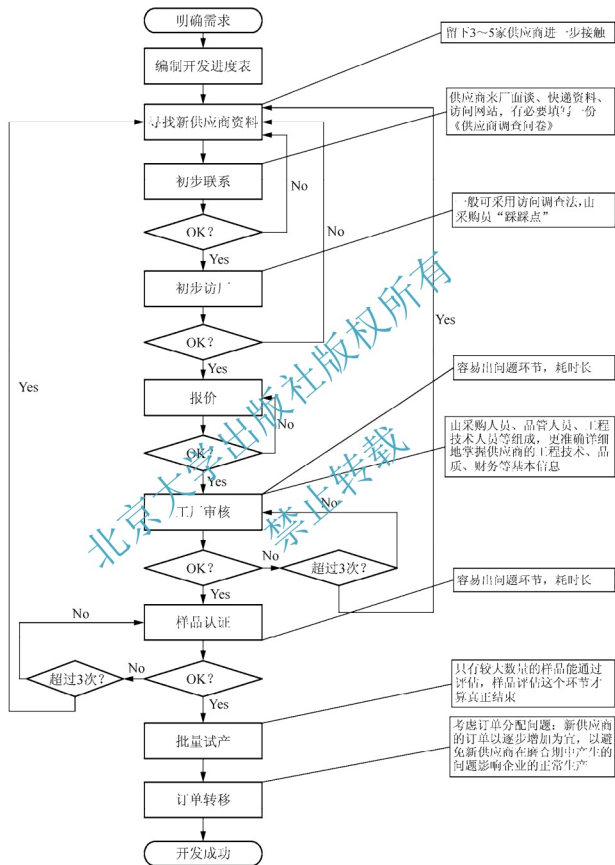 明确需求
留下3～5家供应商进一步接触
编制开发进度表
供应商来厂面谈、快递资料、
访问网站，有必要填写一份
《供应商调查问卷》
寻找新供应商资料
初步联系
No
一般可采用访问调查法，由
采购员“踩踩点”
OK？
No
Yes
初步访厂
Yes
OK？
Yes
Yes
容易出问题环节，耗时长
报价
No
由采购人员、品管人员、工程
技术人员等组成，更准确详细
地掌握供应商的工程技术、品
质、财务等基本信息
OK？
Yes
工厂审核
No
OK？
No
超过3次？
Yes
容易出问题环节，耗时长
No
样品认证
超过3次？
No
OK？
只有较大数量的样品能通过
评估，样品评估这个环节才
算真正结束
Yes
批量试产
考虑订单分配问题：新供应商
的订单以逐步增加为宜，以避
免新供应商在磨合期中产生的
问题影响企业的正常生产
订单转移
开发成功
北京大学出版社版权所有
禁止转载